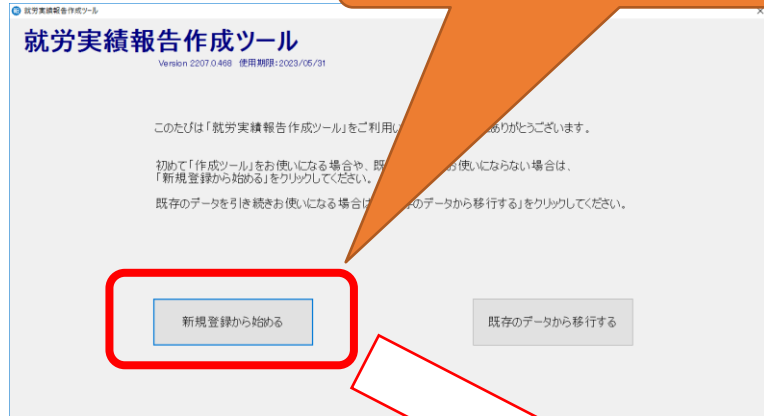 就労実績報告作成ツール
就労実績報告作成ツール
Version 2207.0.468 使用期限:2023/05/31
このたびは「就労実績報告作成ツール」をご利用い ありがとうございます。
初めて「作成ツール」をお使いになる場合や、既 お使いにならない場合は、
「新規登録から始める」をクリックしてください。
既存のデータを引き続きお使いになる場合は のデータから移行する」をクリックしてください。
新規登録から始める
既存のデータから移行する